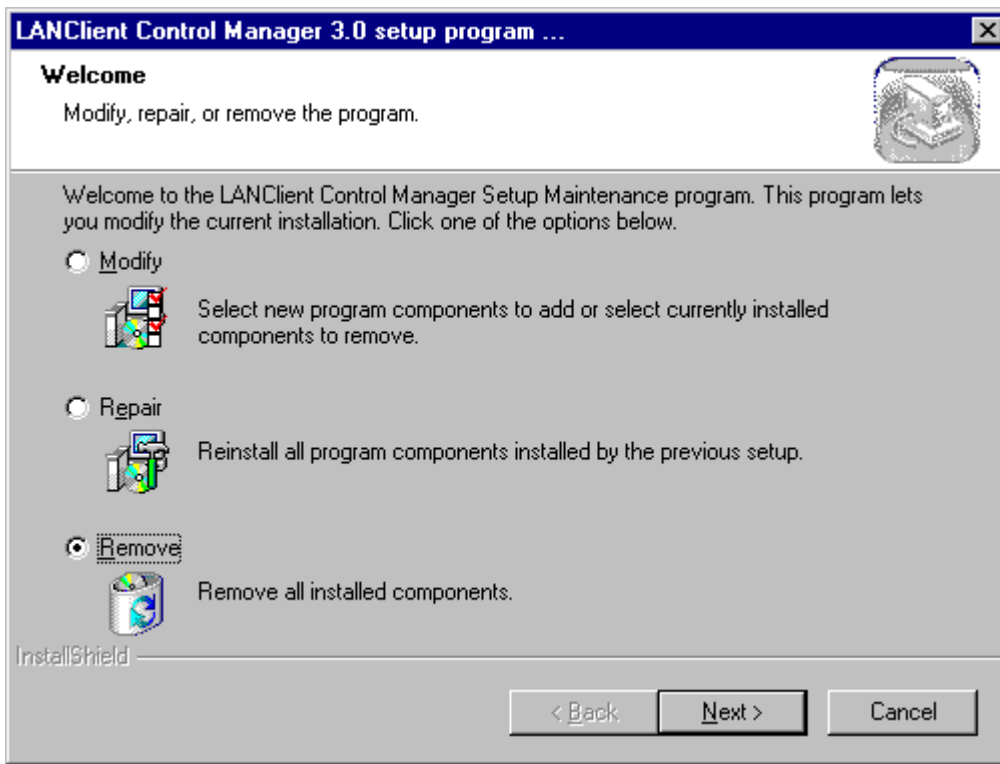 LANClient Control Manager 3.0 setup program ...
Welcome
Modify, repair, or remove the program.
Welcome to the LANClient Control Manager Setup Maintenance program. This program lets
you modify the current installation. Click one of the options below.
Modify
Select new program components to add or select currently installed
components to remove.
Repair
Reinstall all program components installed by the previous setup.
Remove
Remove all installed components.
InstallShield
< Back
Next >
Cancel